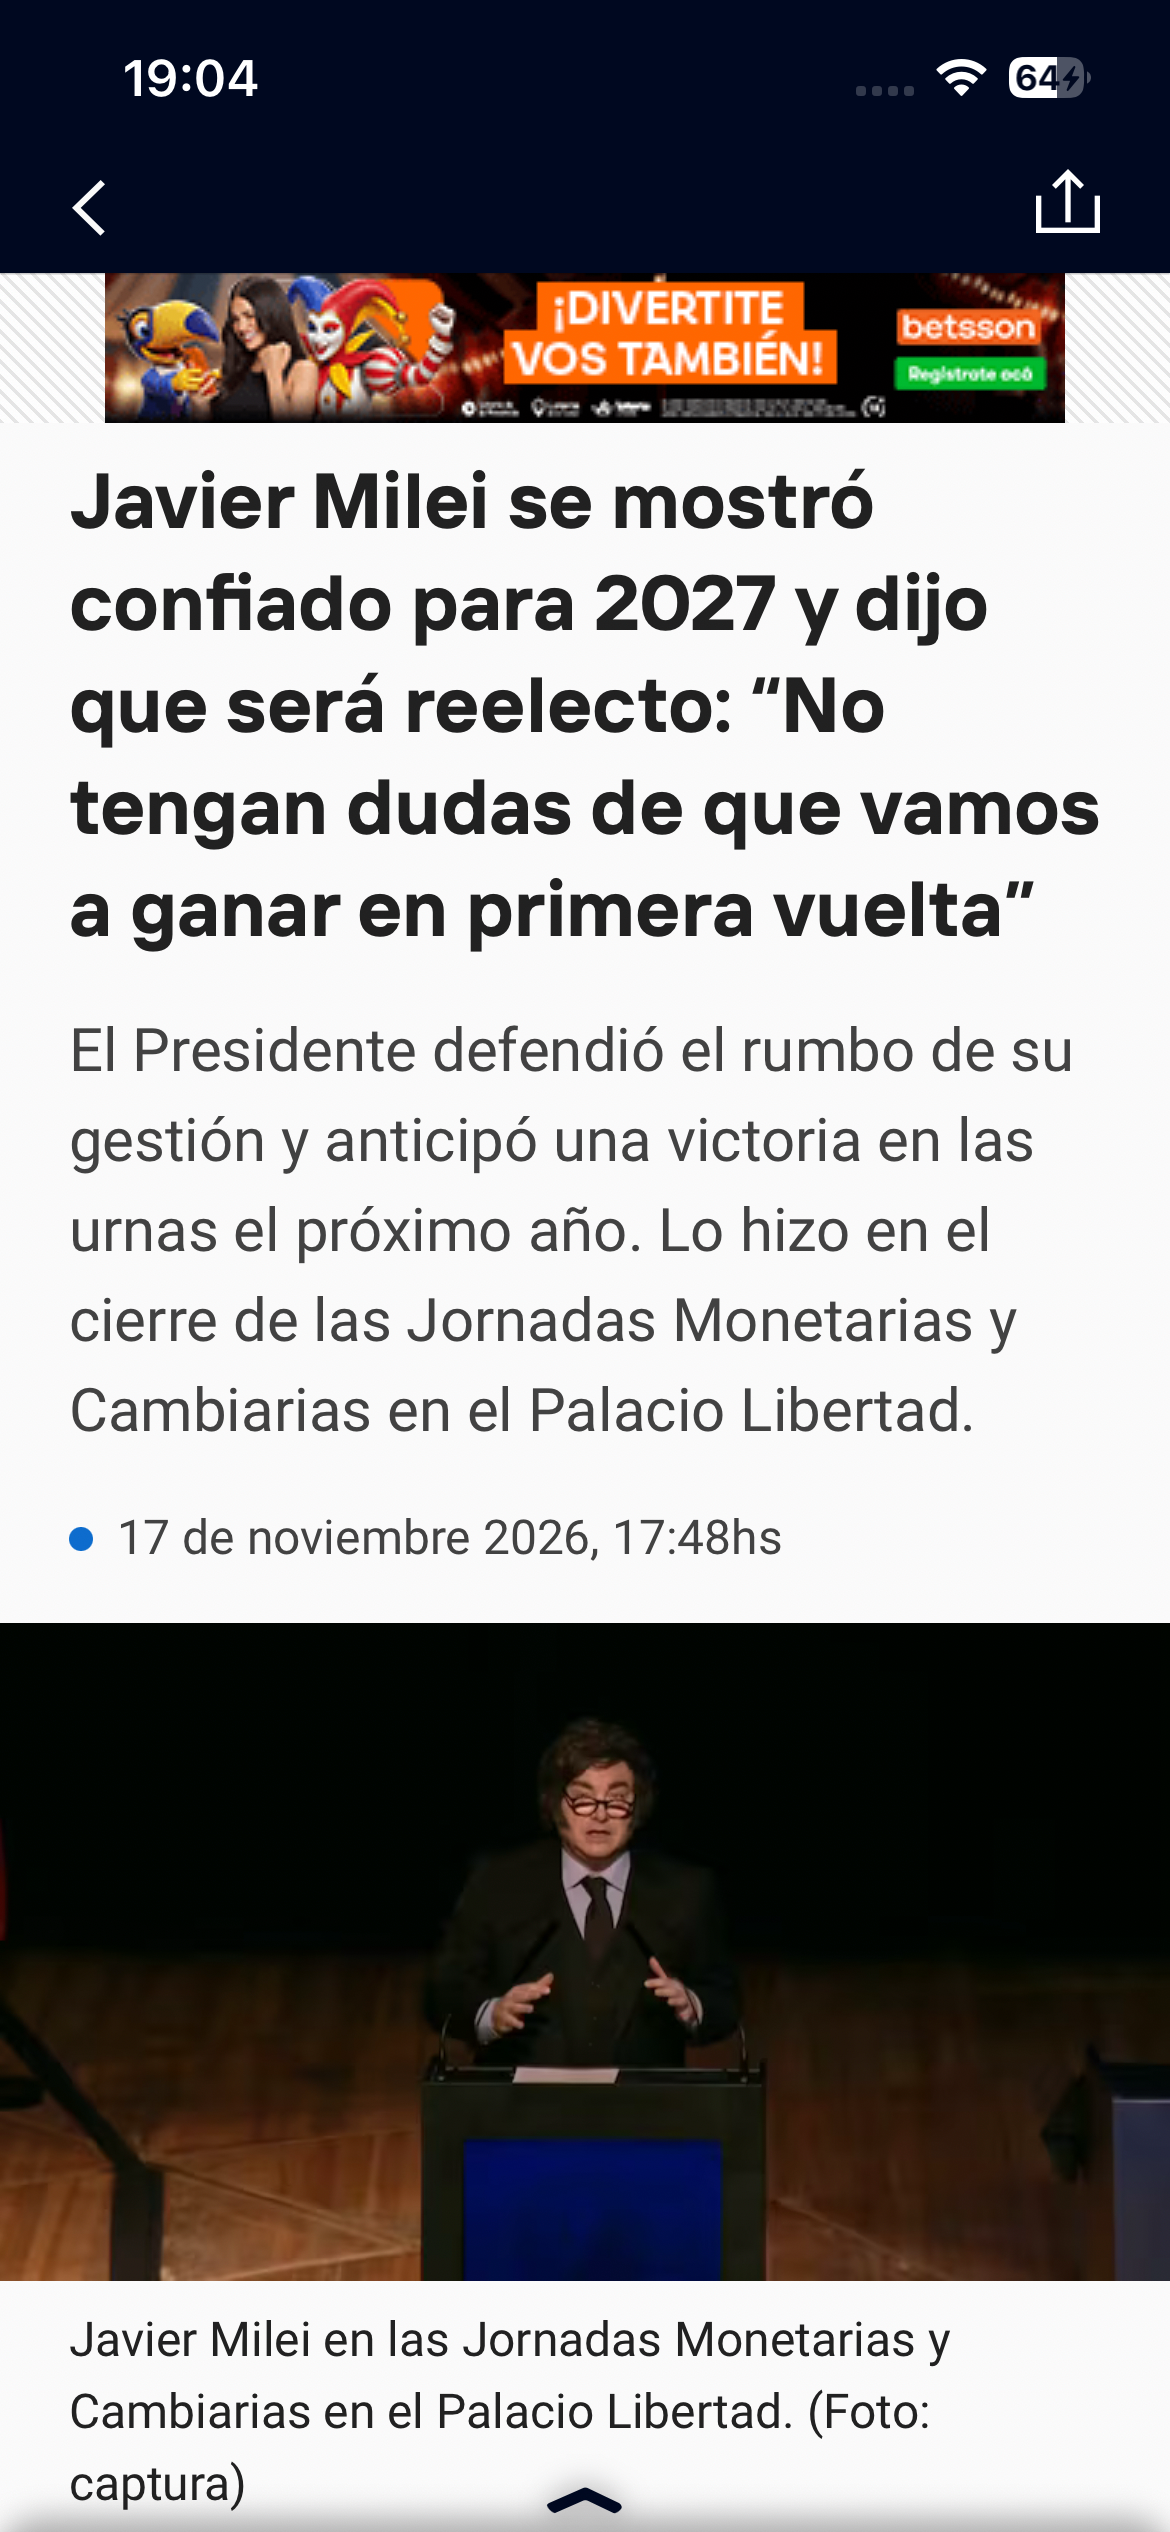 19:04
64
¡DIVERTITE
VOS TAMBIÉN!
betsson
Registrate acá
Javier Milei se mostró
confiado para 2027 y dijo
que será reelecto: “No
tengan dudas de que vamos
a ganar en primera vuelta”
El Presidente defendió el rumbo de su
gestión y anticipó una victoria en las
urnas el próximo año. Lo hizo en el
cierre de las Jornadas Monetarias y
Cambiarias en el Palacio Libertad.
17 de noviembre 2026, 17:48hs
Javier Milei en las Jornadas Monetarias y
Cambiarias en el Palacio Libertad. (Foto:
captura)